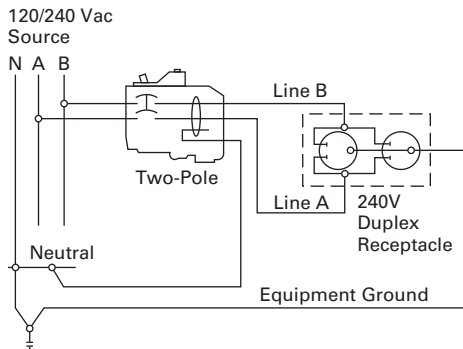 120/240 Vac
Source
N A B
Line B
Two-Pole
Line A
240V
Duplex
Receptacle
Neutral
Equipment Ground